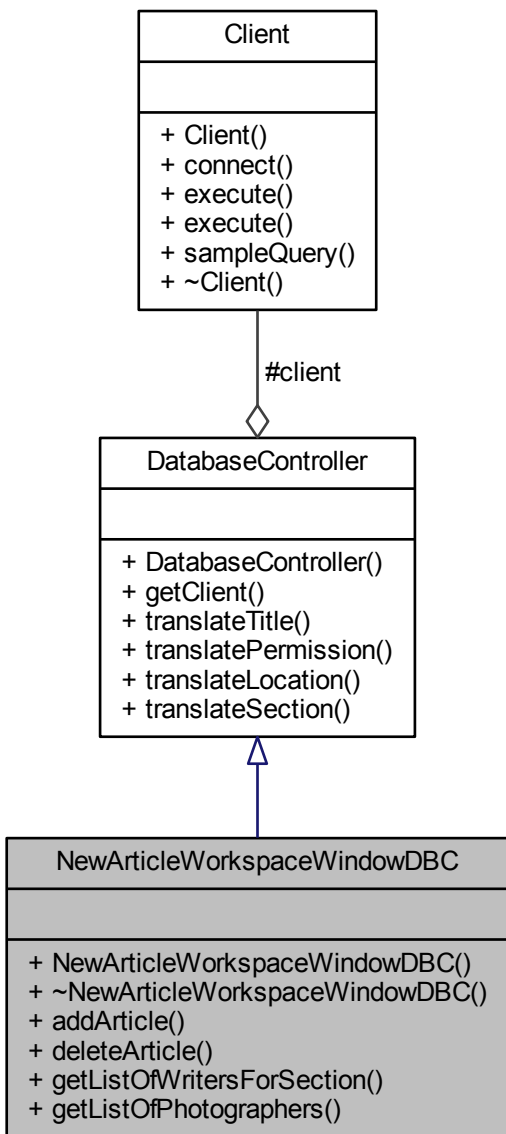 Client
+ Client()
+ connect()
+ execute()
+ execute()
+ sampleQuery()
+ ~Client()
#client
DatabaseController
+ DatabaseController()
+ getClient()
+ translateTitle()
+ translatePermission()
+ translateLocation()
+ translateSection()
NewArticleWorkspaceWindowDBC
+ NewArticleWorkspaceWindowDBC()
+ ~NewArticleWorkspaceWindowDBC()
+ addArticle()
+ deleteArticle()
+ getListOfWritersForSection()
+ getListOfPhotographers()